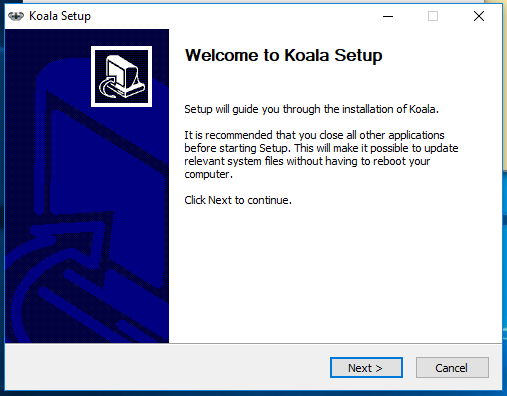 Koala Setup
Welcome to Koala Setup
Setup will guide you through the installation of Koala.
It is recommended that you close all other applications
before starting Setup. This will make it possible to update
relevant system files without having to reboot your
computer.
Click Next to continue.
Next >
Cancel